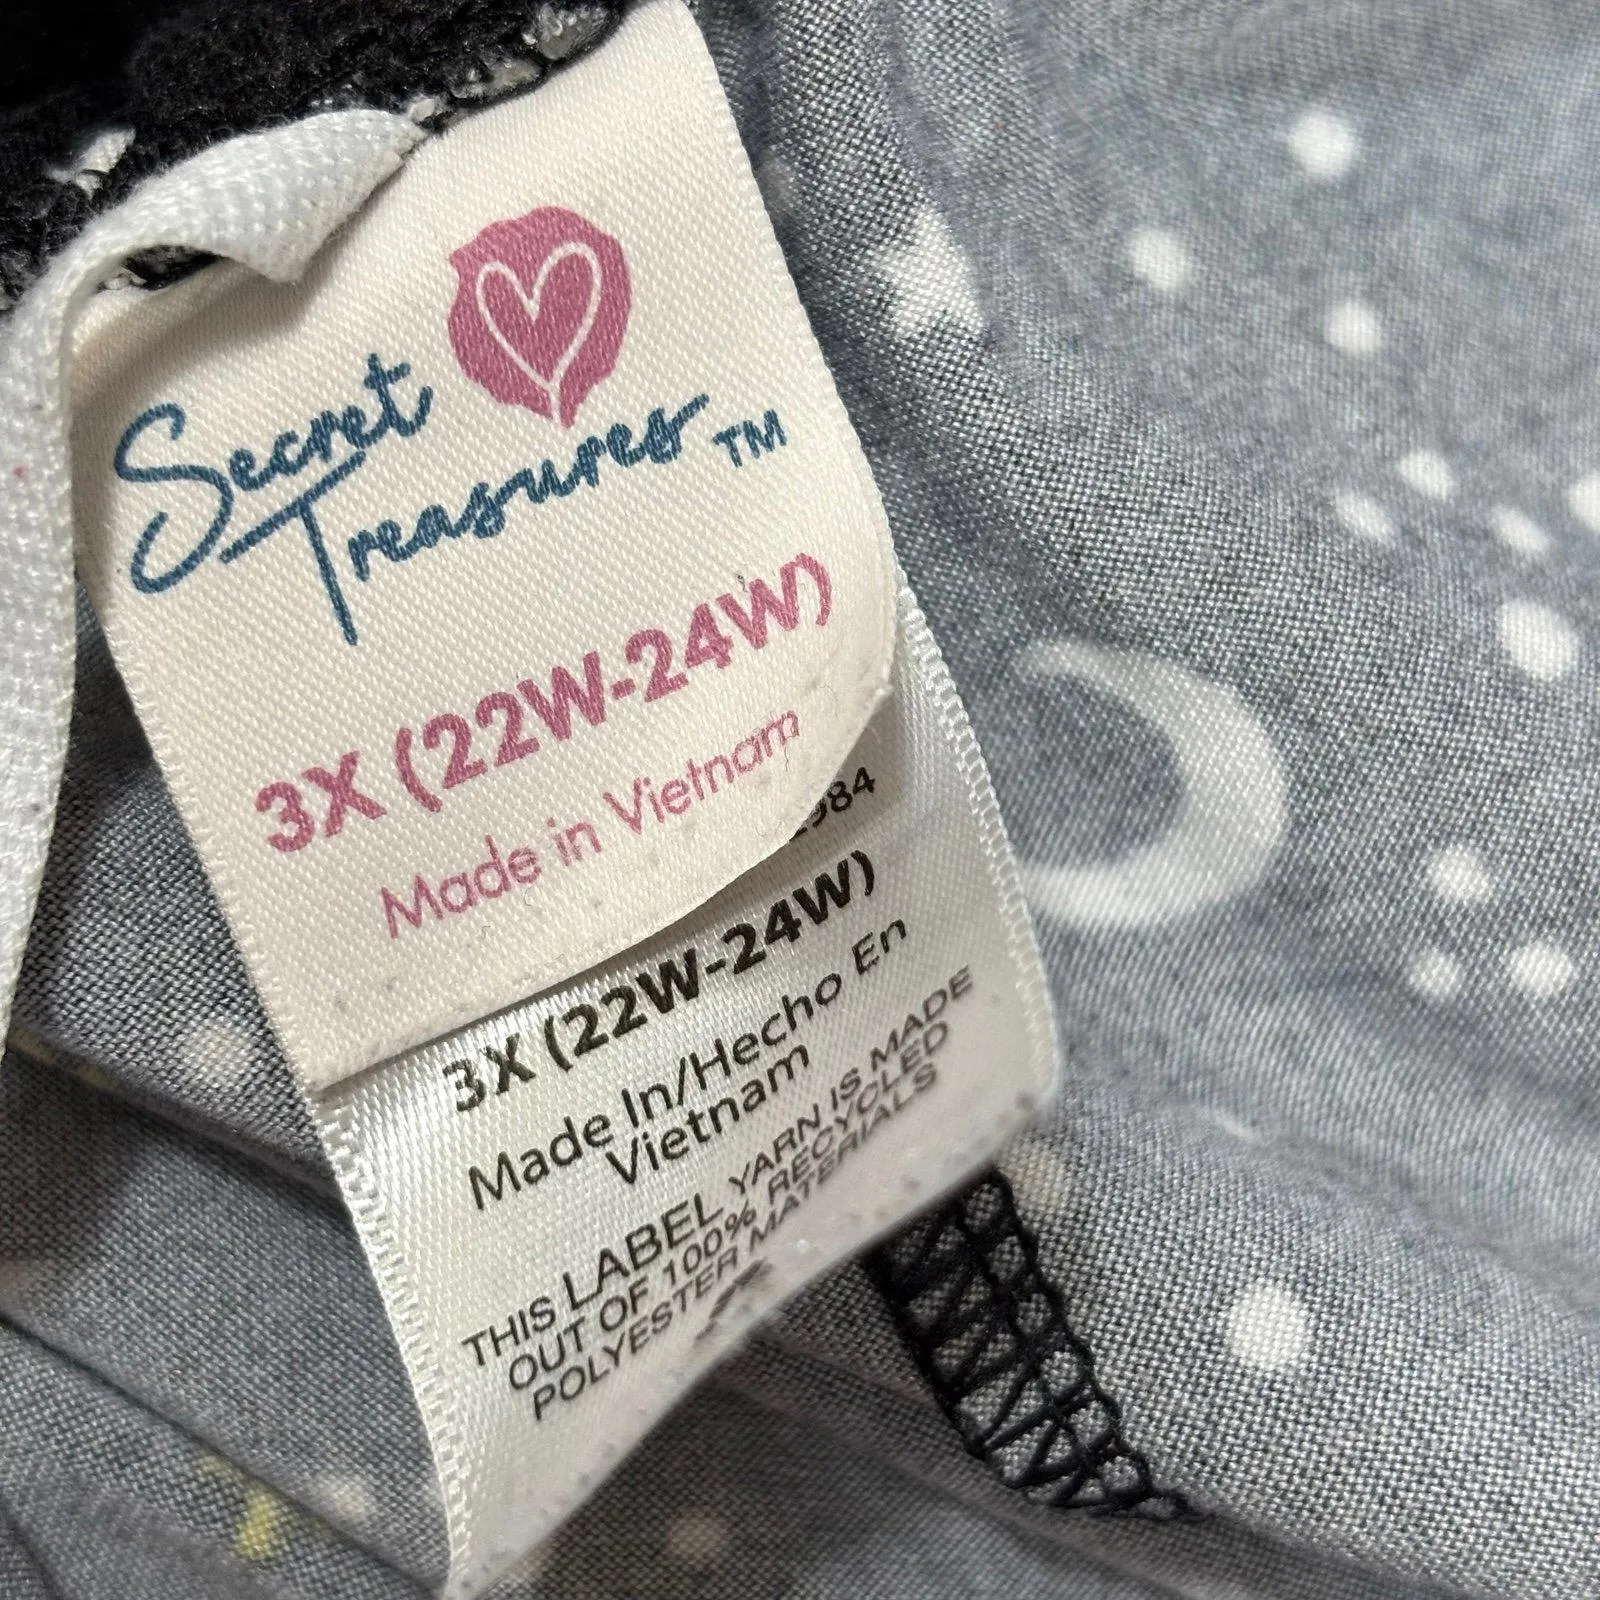 Secret
Treasures TM
3X (22W-24W)
Made in Vietnam
984
3X (22W-24W)
Made In/Hecho En
Vietnam
THIS LABEL YARN IS MADE
OUT OF 100% RECYCLED
POLYESTER MATERIALS